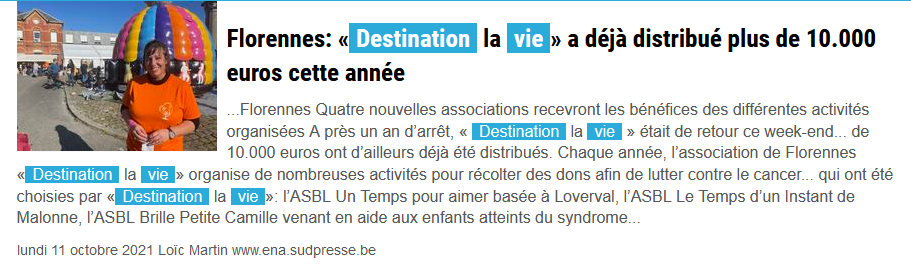 Florennes: « Destination la vie » a déjà distribué plus de 10.000
euros cette année
...Florennes Quatre nouvelles associations recevront les bénéfices des différentes activités
organisées A près un an d’arrêt, « Destination la vie » était de retour ce week-end... de
10.000 euros ont d’ailleurs déjà été distribués. Chaque année, l’association de Florennes
« Destination la vie » organise de nombreuses activités pour récolter des dons afin de lutter contre le cancer... qui ont été
choisies par « Destination la vie »: l’ASBL Un Temps pour aimer basée à Loverval, l’ASBL Le Temps d’un Instant de
Malonne, l’ASBL Brille Petite Camille venant en aide aux enfants atteints du syndrome...
lundi 11 octobre 2021 Loïc Martin www.ena.sudpresse.be